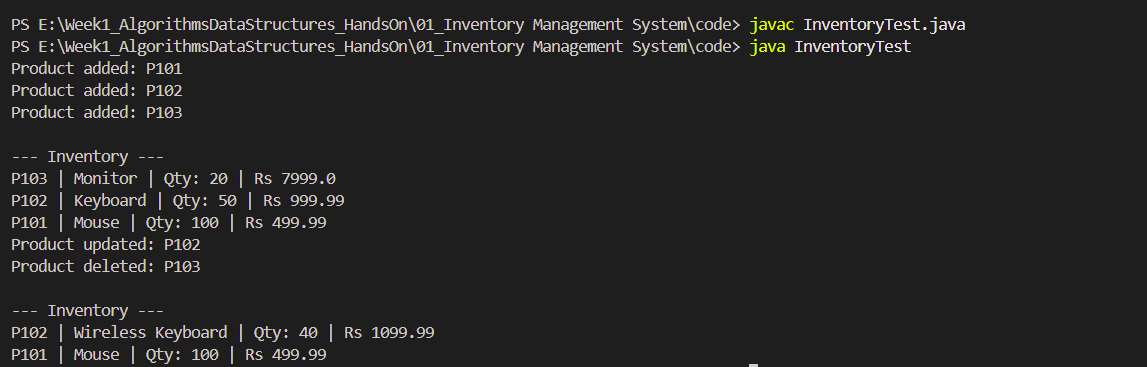 PS E:\Week1_AlgorithmsDataStructures_HandsOn\01_Inventory Management System\code> javac InventoryTest.java
PS E:\Week1_AlgorithmsDataStructures_HandsOn\01_Inventory Management System\code> java InventoryTest
Product added: P101
Product added: P102
Product added: P103

--- Inventory ---
P103 | Monitor | Qty: 20 | Rs 7999.0
P102 | Keyboard | Qty: 50 | Rs 999.99
P101 | Mouse | Qty: 100 | Rs 499.99
Product updated: P102
Product deleted: P103

--- Inventory ---
P102 | Wireless Keyboard | Qty: 40 | Rs 1099.99
P101 | Mouse | Qty: 100 | Rs 499.99